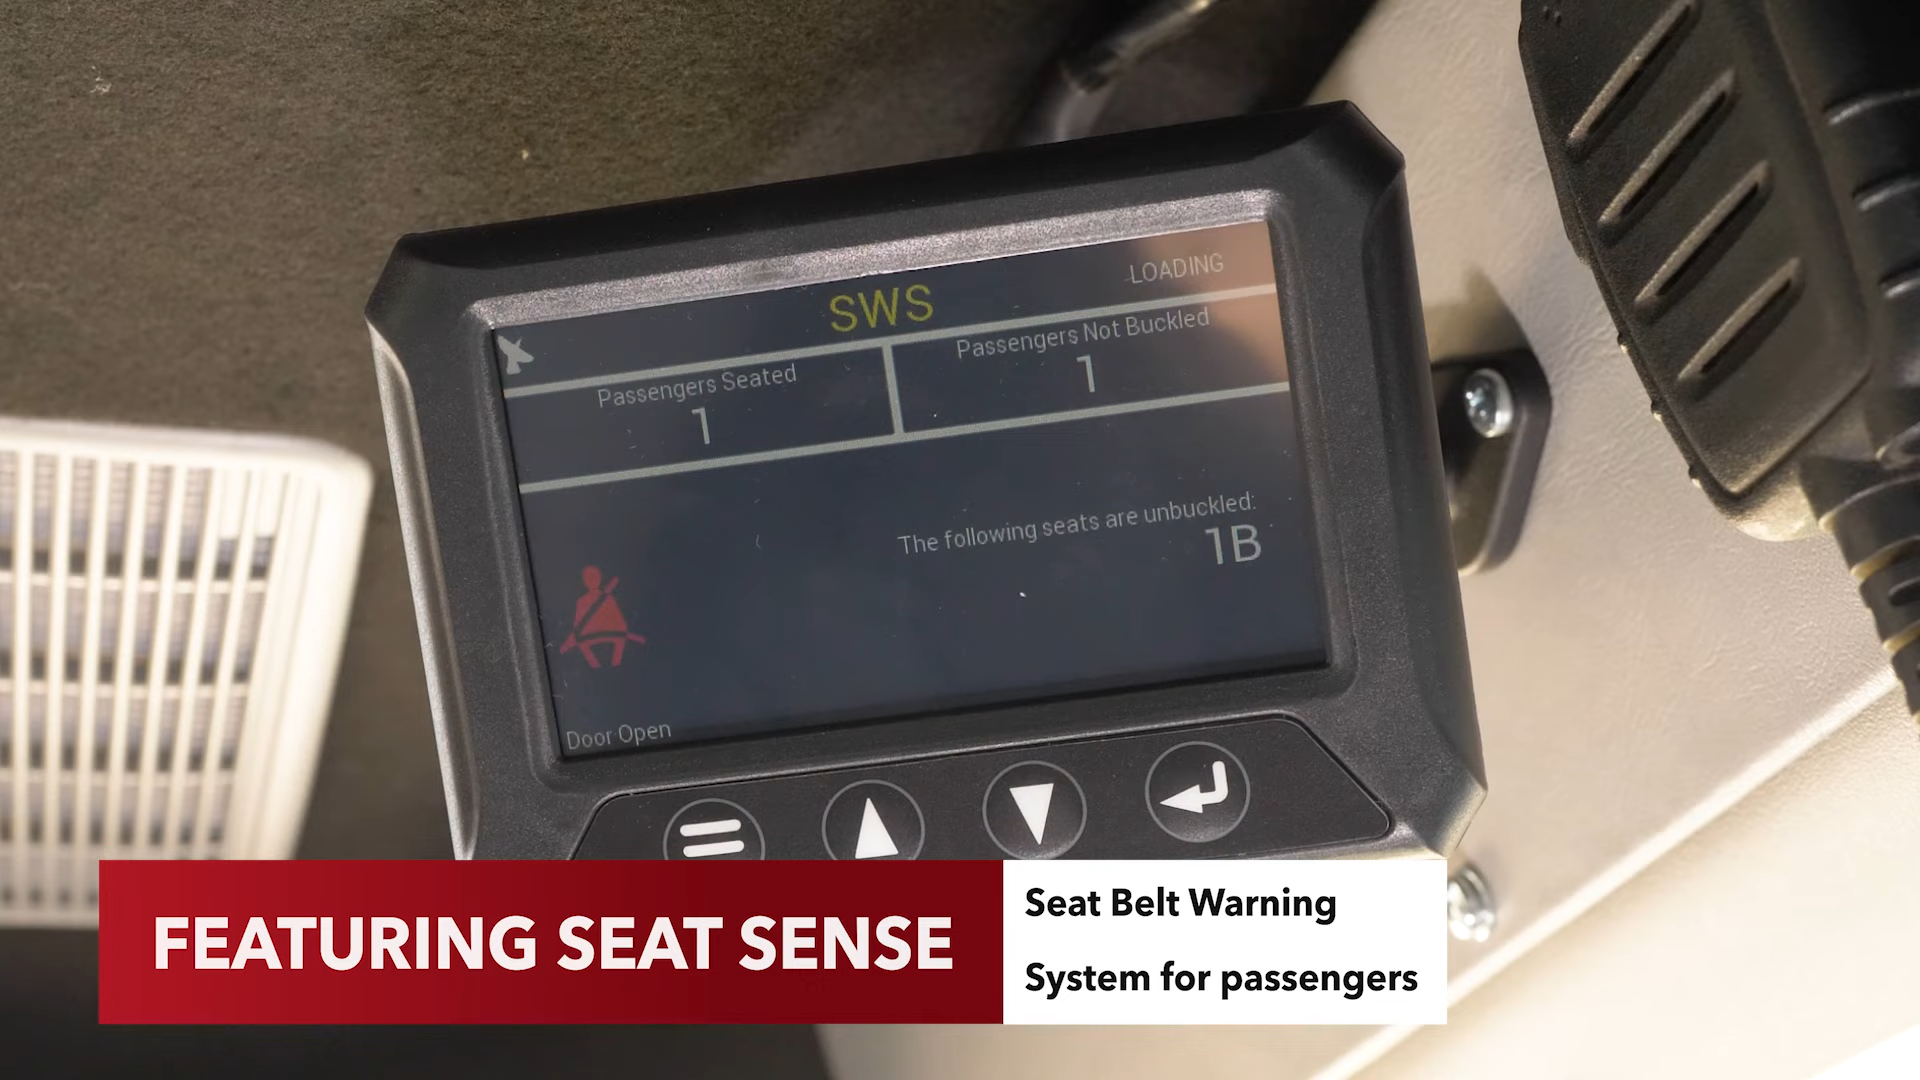 SWS
LOADING
Passengers Seated
1
Passengers Not Buckled
1
The following seats are unbuckled:
1B
Door Open
FEATURING SEAT SENSE
Seat Belt Warning
System for passengers